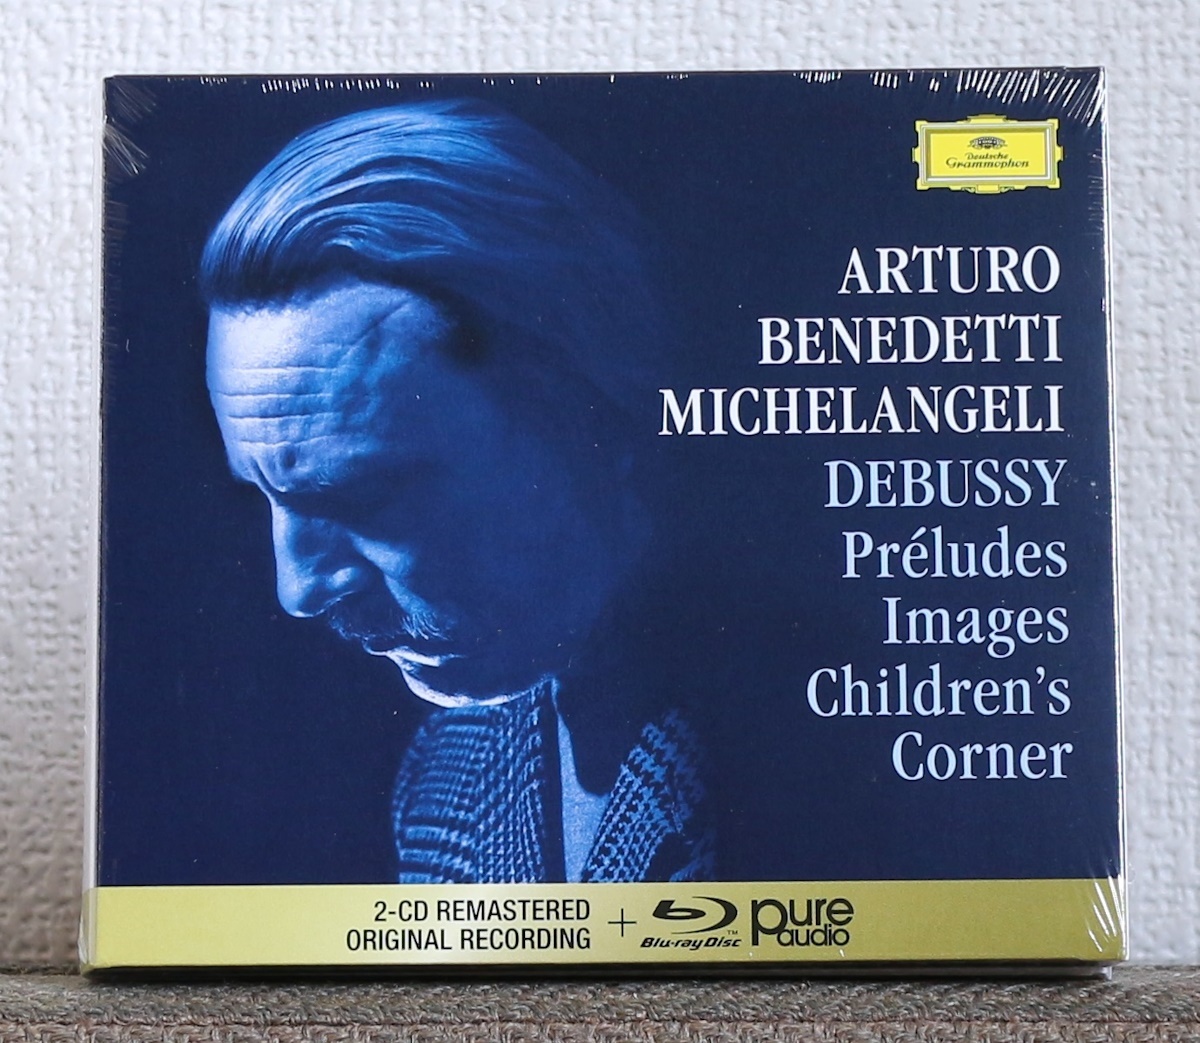 Deutsche
Grammophon
ARTURO
BENEDETTI
MICHELANGELI
DEBUSSY
Préludes
Images
Children's
Corner
2-CD REMASTERED
ORIGINAL RECORDING
+
Blu-ray Disc™
pure
audio